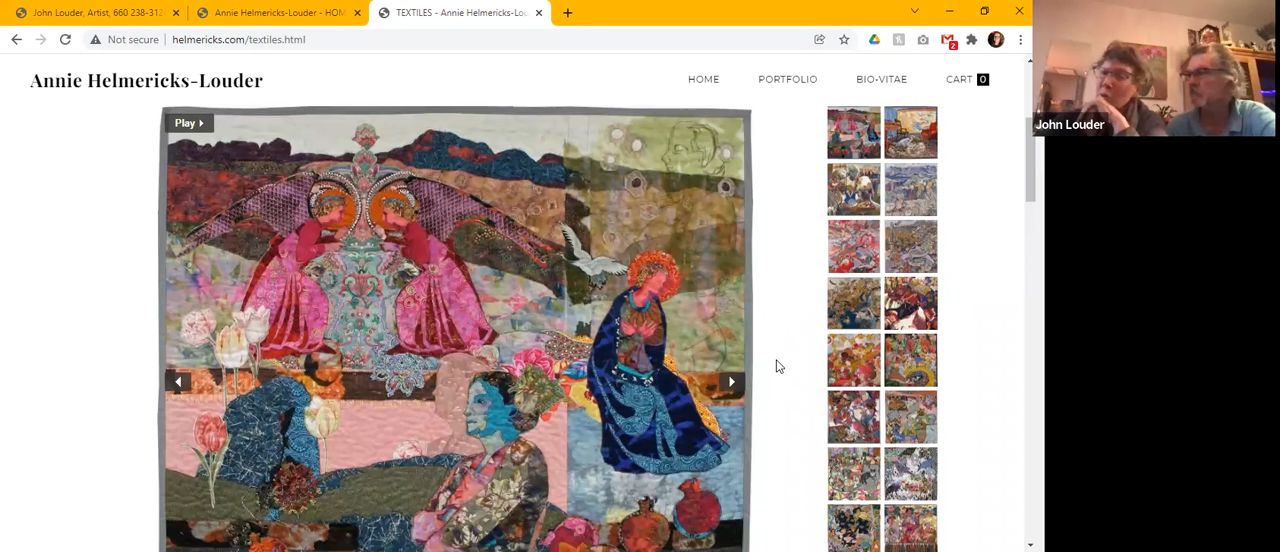 John Louder, Artist, 660 238-312
Annie Helmericks-Louder - HOM
TEXTILES - Annie Helmericks-Lou
Not secure
helmericks.com/textiles.html
2
Annie Helmericks-Louder
HOME
PORTFOLIO
BIO-VITAE
CART 0
Play
John Louder